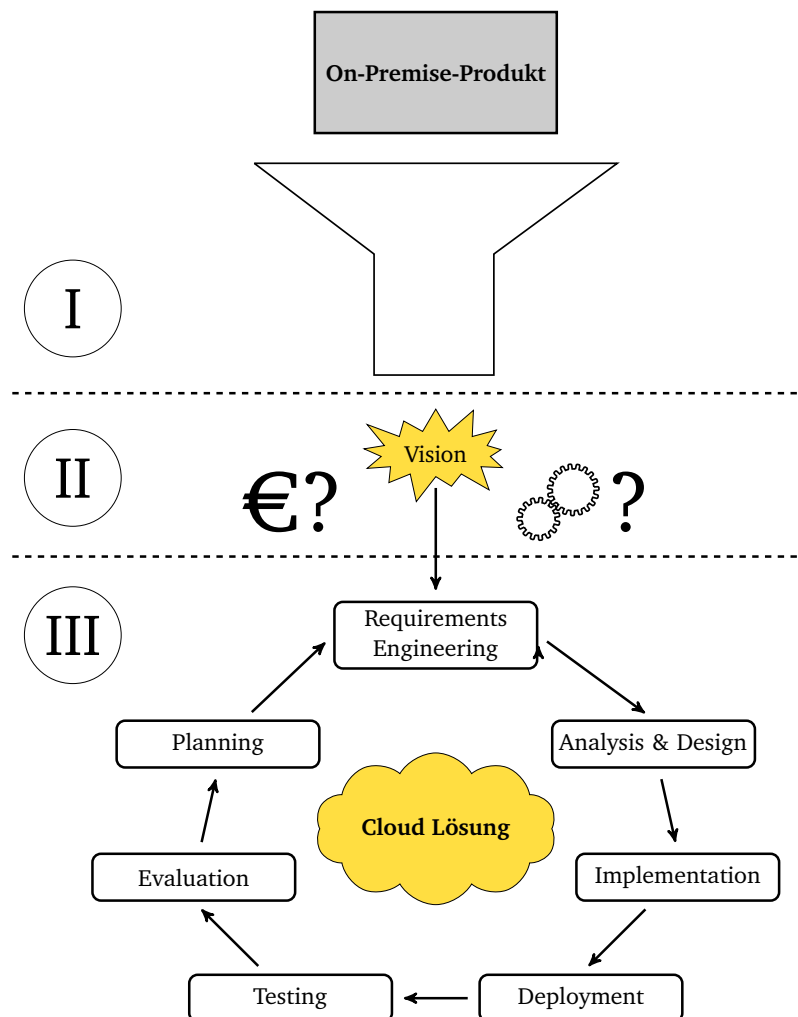 On-Premise-Produkt
I
II
Vision
€?
?
III
Requirements
Engineering
Planning
Analysis & Design
Cloud Lösung
Evaluation
Implementation
Testing
Deployment